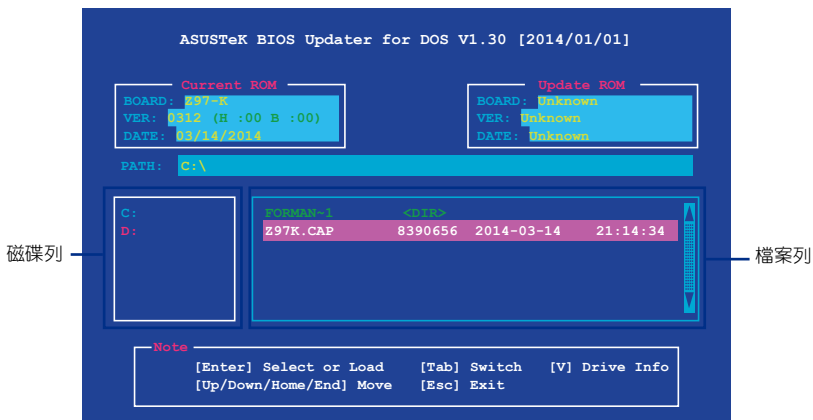 ASUSTeK BIOS Updater for DOS V1.30 [2014/01/01]
Current ROM
BOARD: Z97-K
VER: 0312 (H :00 B :00)
DATE: 03/14/2014
Update ROM
BOARD: Unknown
VER: Unknown
DATE: Unknown
PATH: C:\
磁碟列
C:
D:
FORMAN~1 <DIR>
Z97K.CAP 8390656 2014-03-14 21:14:34
檔案列
Note
[Enter] Select or Load [Tab] Switch [V] Drive Info
[Up/Down/Home/End] Move [Esc] Exit